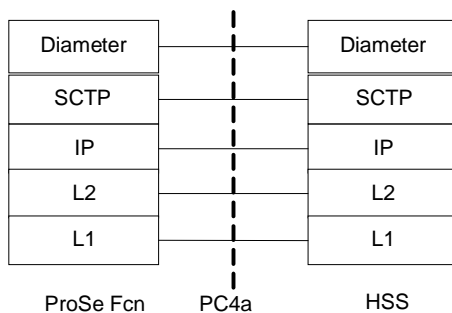 Diameter Diameter
SCTP SCTP
IP IP
L2 L2
L1 L1
ProSe Fcn PC4a HSS